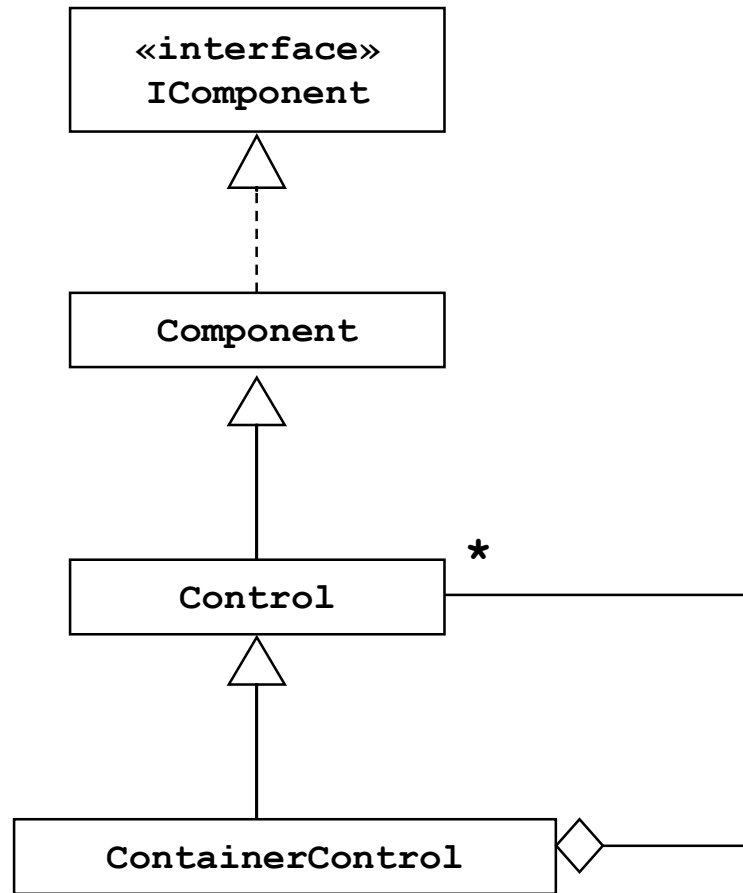 «interface»
IComponent
Component
*
Control
ContainerControl